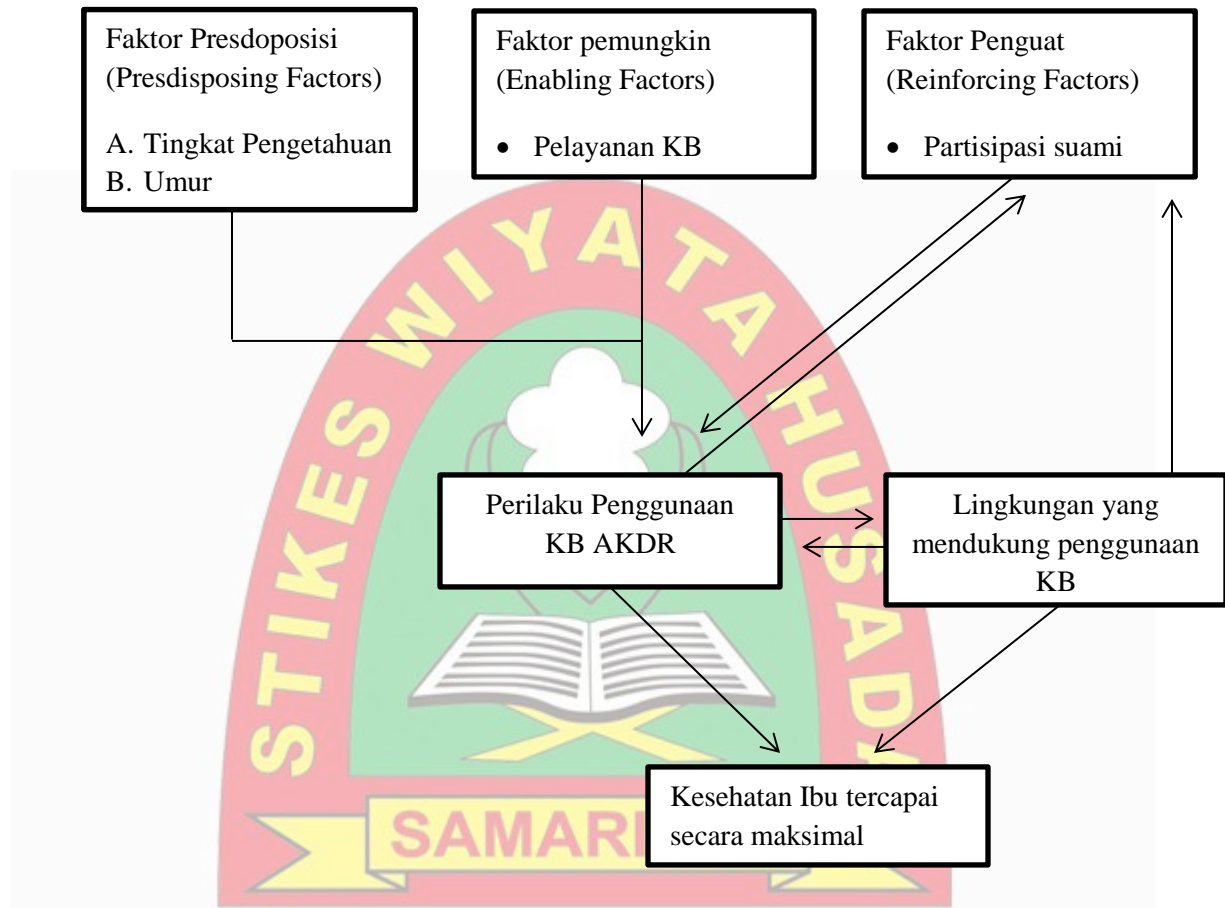 Faktor Presdoposisi
(Presdisposing Factors)
A. Tingkat Pengetahuan
B. Umur
Faktor pemungkin
(Enabling Factors)
• Pelayanan KB
Faktor Penguat
(Reinforcing Factors)
• Partisipasi suami
Perilaku Penggunaan
KB AKDR
Lingkungan yang
mendukung penggunaan
KB
Kesehatan Ibu tercapai
secara maksimal
STIKES WIYATA HUSADA